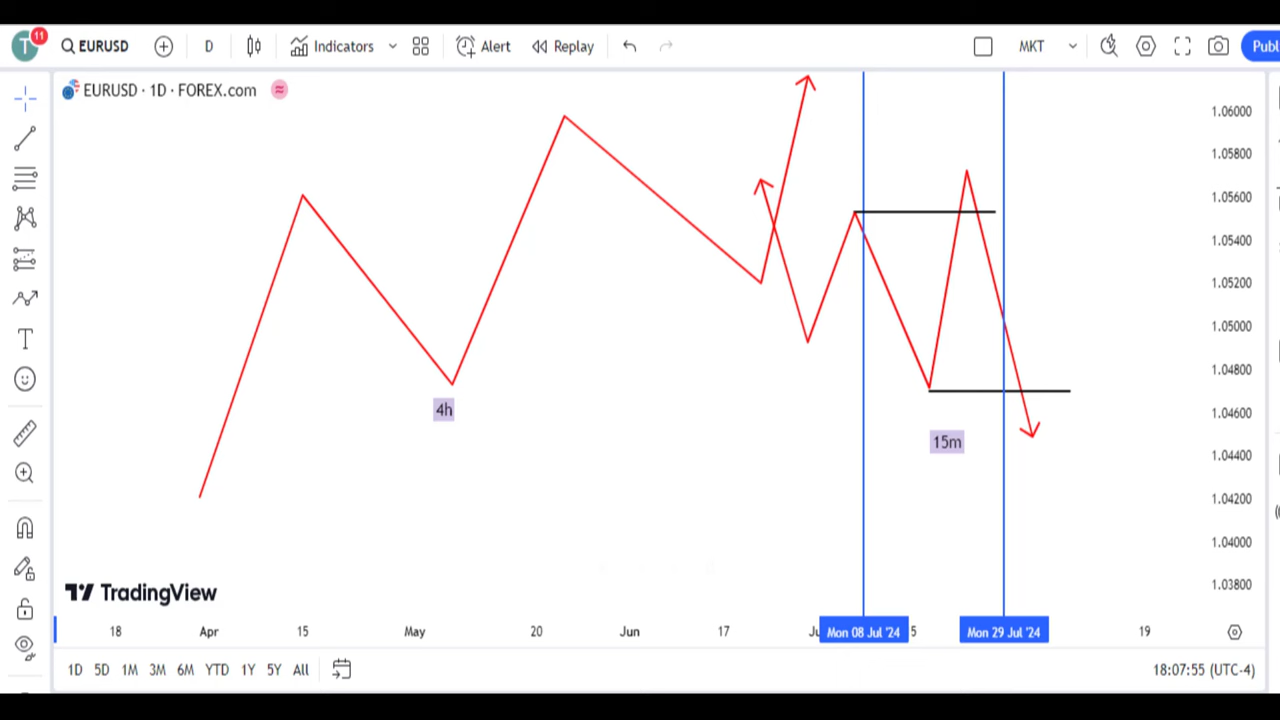 T 11 EURUSD D Indicators Alert Replay MKT Publ
EURUSD · 1D · FOREX.com
1.06000
1.05800
1.05600
1.05400
1.05200
1.05000
1.04800
4h
1.04600
15m
1.04400
1.04200
1.04000
1.03800
TradingView
18 Apr 15 May 20 Jun 17 Ju Mon 08 Jul '24 5 Mon 29 Jul '24 19
1D 5D 1M 3M 6M YTD 1Y 5Y All 18:07:55 (UTC-4)